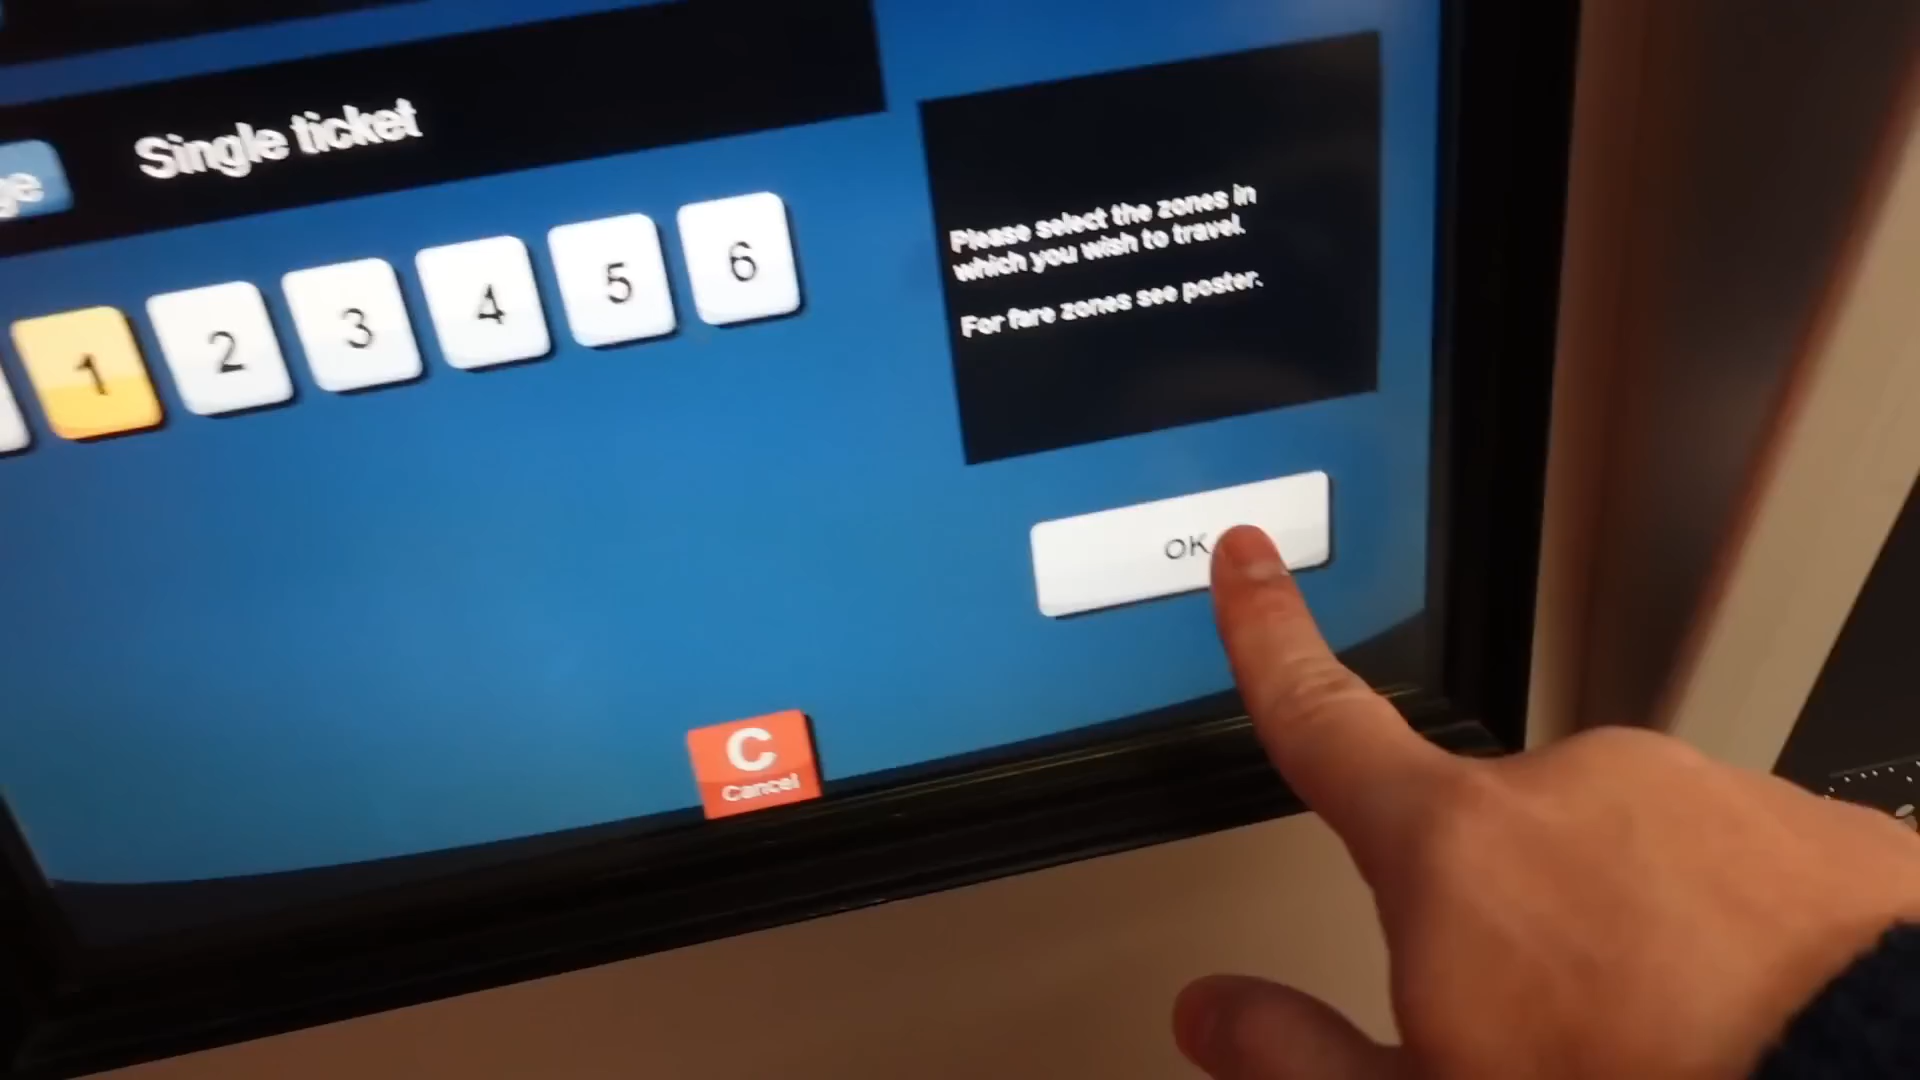 Single ticket
ge
1 2 3 4 5 6
Please select the zones in
which you wish to travel.
For fare zones see poster.
OK
C
Cancel